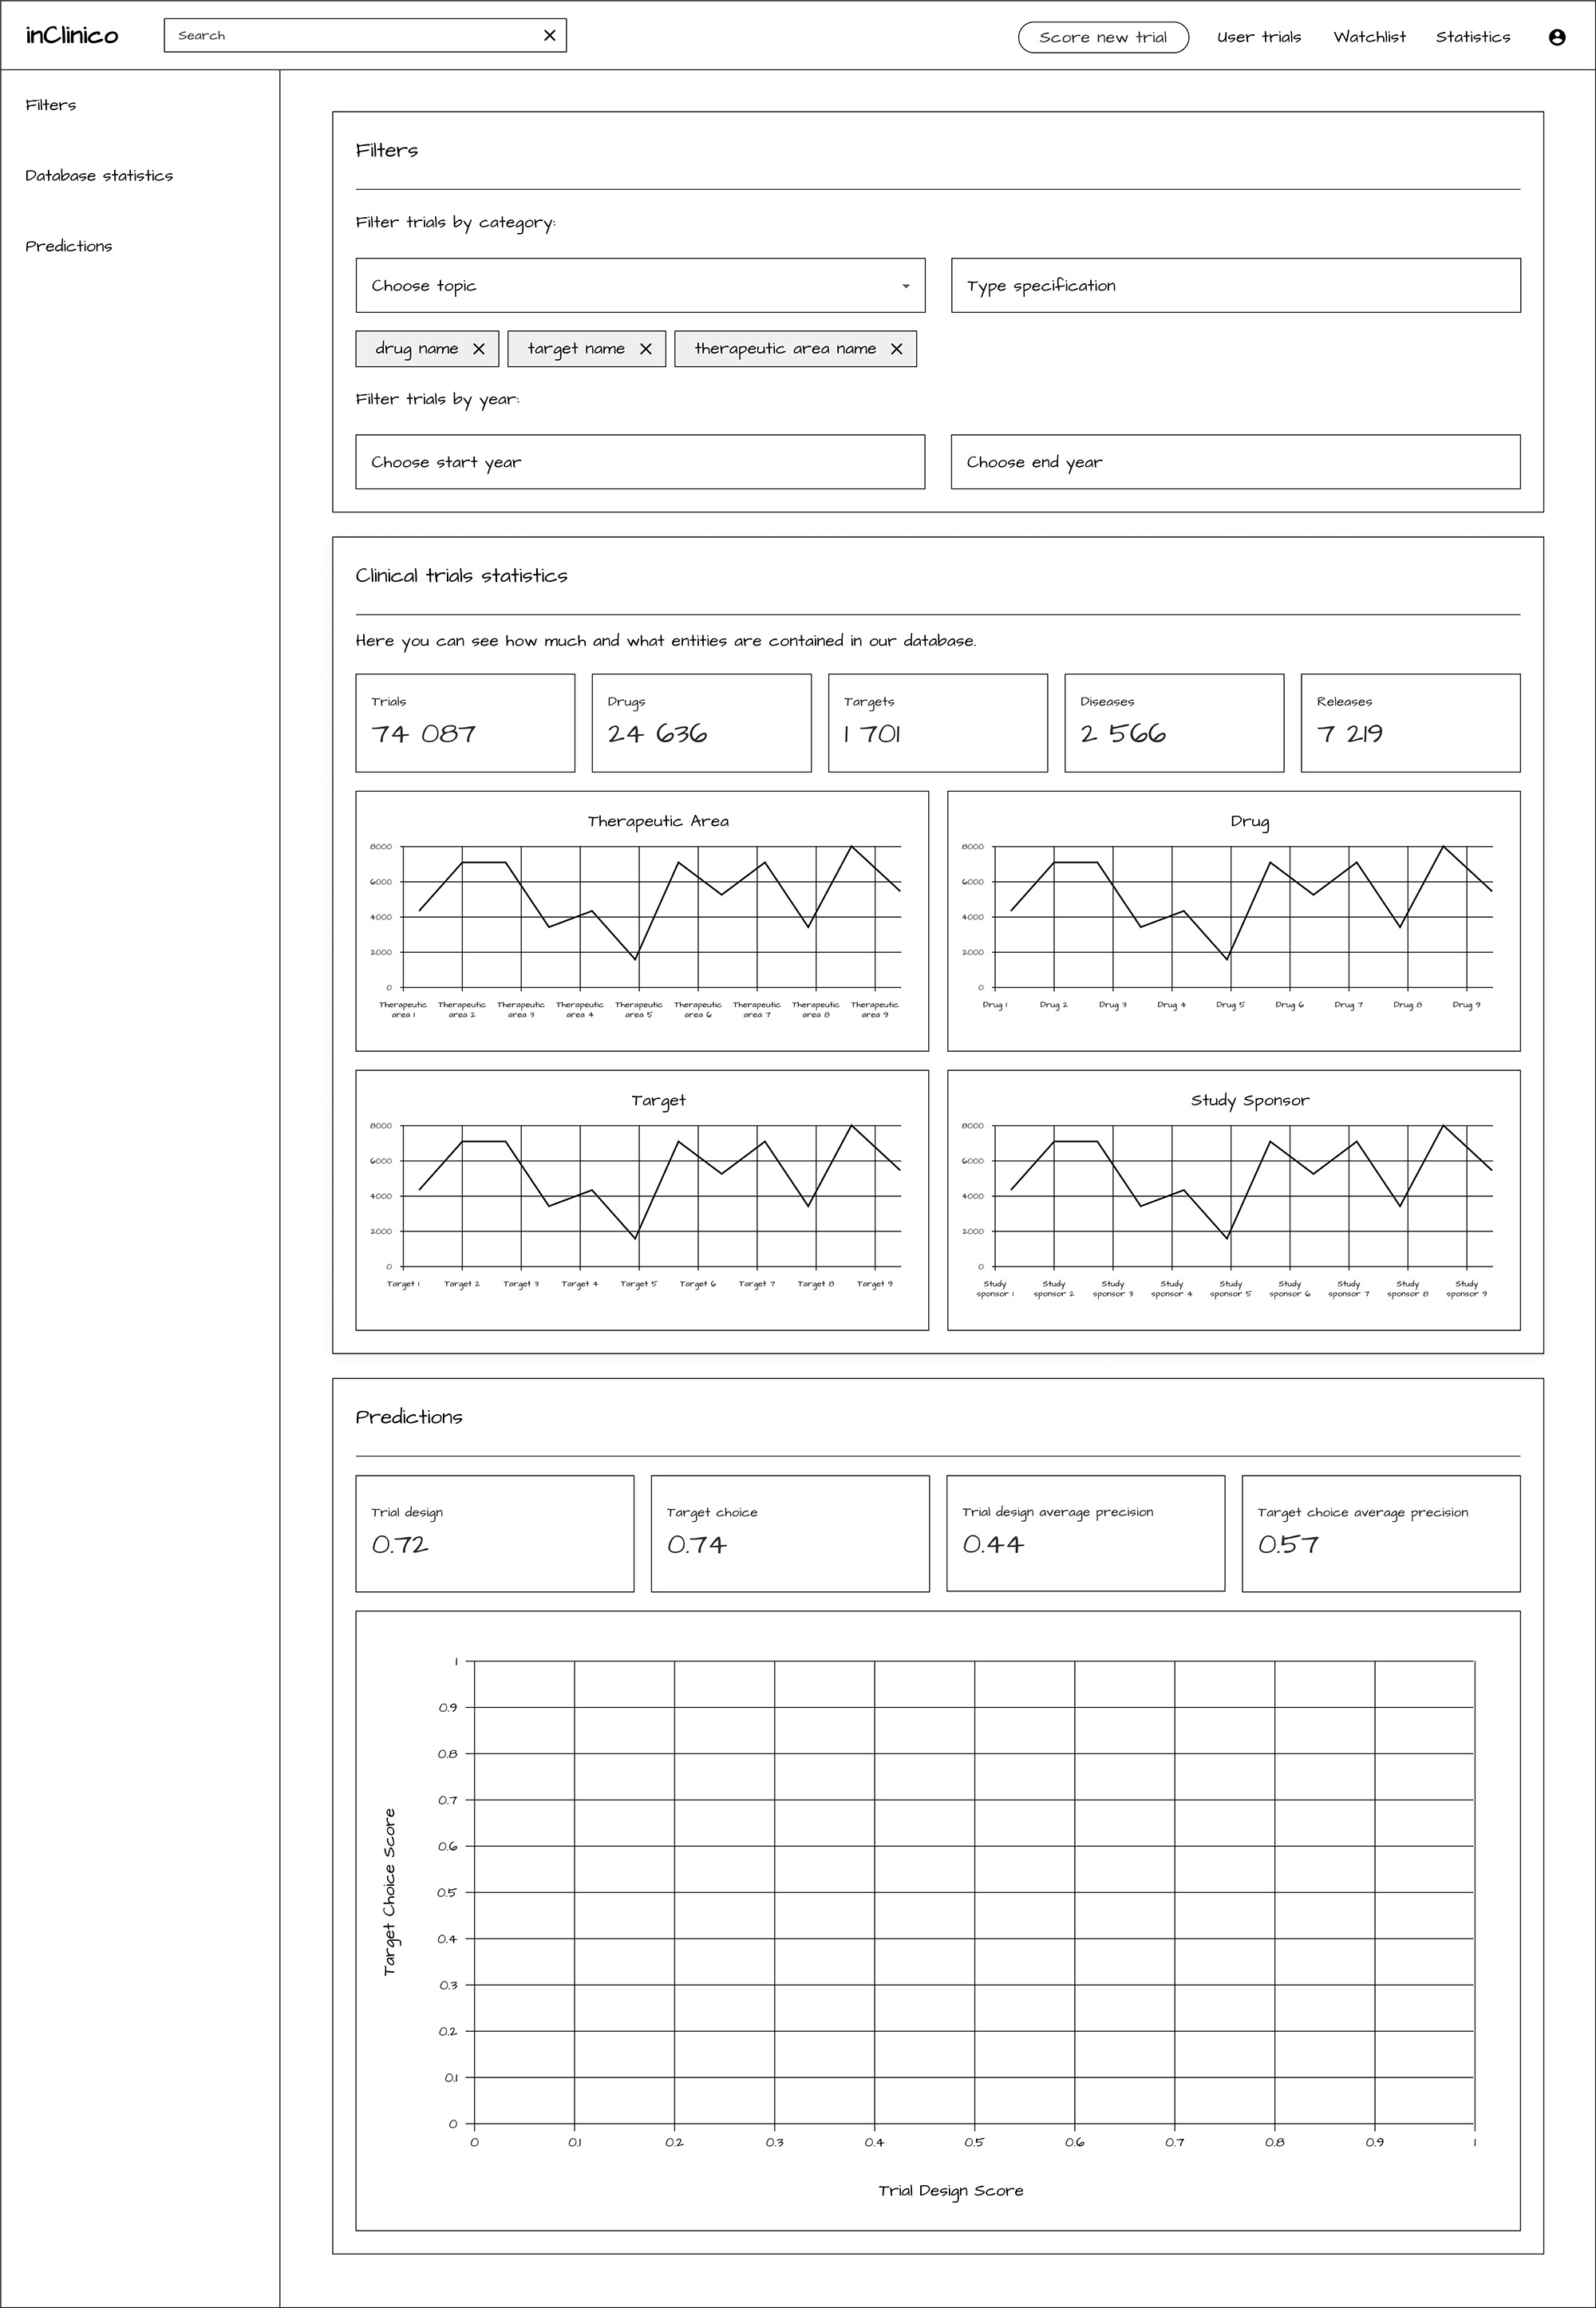 inClinico
Search
Score new trial
User trials
Watchlist
Statistics
Filters
Database statistics
Predictions
Filters
Filter trials by category:
Choose topic
Type specification
drug name
target name
therapeutic area name
Filter trials by year:
Choose start year
Choose end year
Clinical trials statistics
Here you can see how much and what entities are contained in our database.
Trials
74 087
Drugs
24 636
Targets
1 701
Diseases
2 566
Releases
7 219
Therapeutic Area
8000
6000
4000
2000
0
Therapeutic
area 1
Therapeutic
area 2
Therapeutic
area 3
Therapeutic
area 4
Therapeutic
area 5
Therapeutic
area 6
Therapeutic
area 7
Therapeutic
area 8
Therapeutic
area 9
Drug
8000
6000
4000
2000
0
Drug 1
Drug 2
Drug 3
Drug 4
Drug 5
Drug 6
Drug 7
Drug 8
Drug 9
Target
8000
6000
4000
2000
0
Target 1
Target 2
Target 3
Target 4
Target 5
Target 6
Target 7
Target 8
Target 9
Study Sponsor
8000
6000
4000
2000
0
Study
sponsor 1
Study
sponsor 2
Study
sponsor 3
Study
sponsor 4
Study
sponsor 5
Study
sponsor 6
Study
sponsor 7
Study
sponsor 8
Study
sponsor 9
Predictions
Trial design
0.72
Target choice
0.74
Trial design average precision
0.44
Target choice average precision
0.57
Target Choice Score
1
0.9
0.8
0.7
0.6
0.5
0.4
0.3
0.2
0.1
0
0
0.1
0.2
0.3
0.4
0.5
0.6
0.7
0.8
0.9
1
Trial Design Score